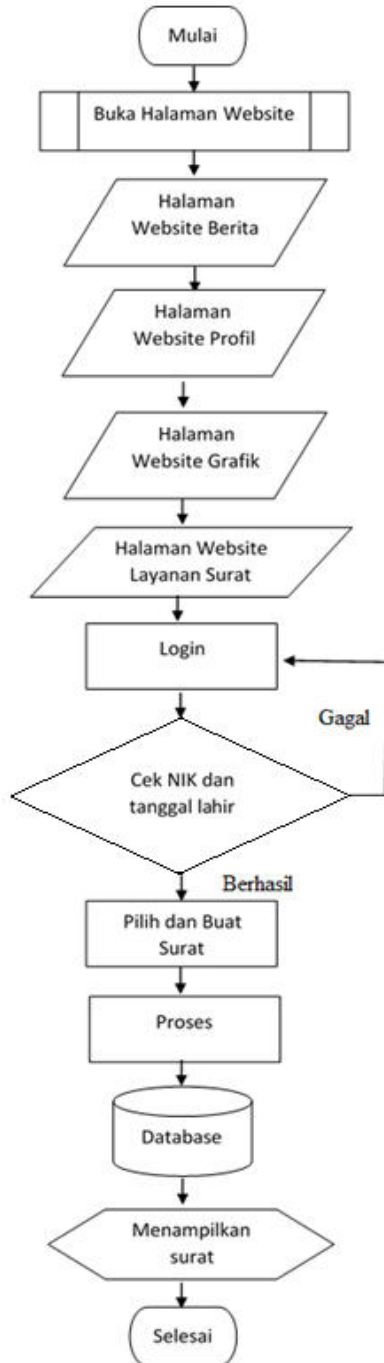 Mulai
Buka Halaman Website
Halaman
Website Berita
Halaman
Website Profil
Halaman
Website Grafik
Halaman Website
Layanan Surat
Login
Gagal
Cek NIK dan
tanggal lahir
Berhasil
Pilih dan Buat
Surat
Proses
Database
Menampilkan
surat
Selesai